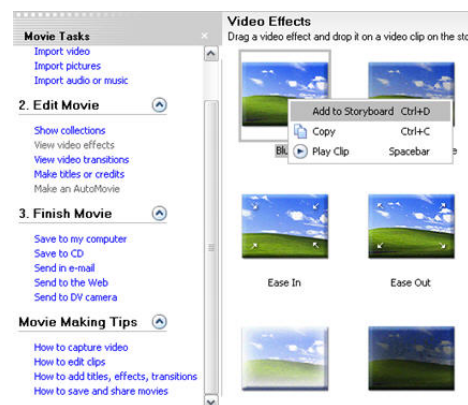 Movie Tasks
Import video
Import pictures
Import audio or music
2. Edit Movie
Show collections
View video effects
View video transitions
Make titles or credits
Make an AutoMovie
3. Finish Movie
Save to my computer
Save to CD
Send in e-mail
Send to the Web
Send to DV camera
Movie Making Tips
How to capture video
How to edit clips
How to add titles, effects, transitions
How to save and share movies
Video Effects
Drag a video effect and drop it on a video clip on the sto
Add to Storyboard Ctrl+D
Copy Ctrl+C
Play Clip Spacebar
Ease In
Ease Out